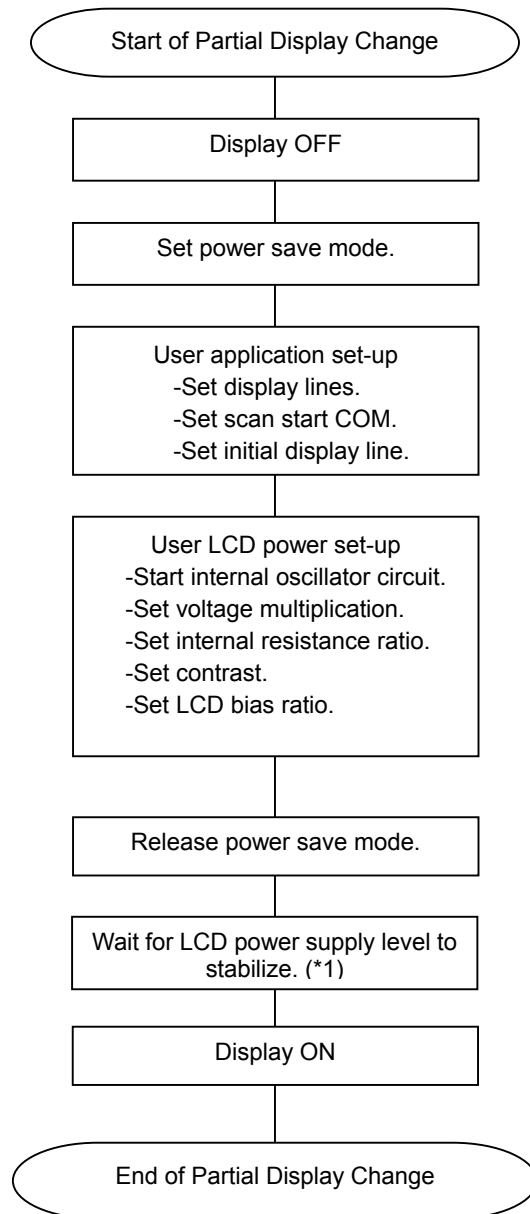 Start of Partial Display Change
Display OFF
Set power save mode.
User application set-up
-Set display lines.
-Set scan start COM.
-Set initial display line.
User LCD power set-up
-Start internal oscillator circuit.
-Set voltage multiplication.
-Set internal resistance ratio.
-Set contrast.
-Set LCD bias ratio.
Release power save mode.
Wait for LCD power supply level to
stabilize. (*1)
Display ON
End of Partial Display Change